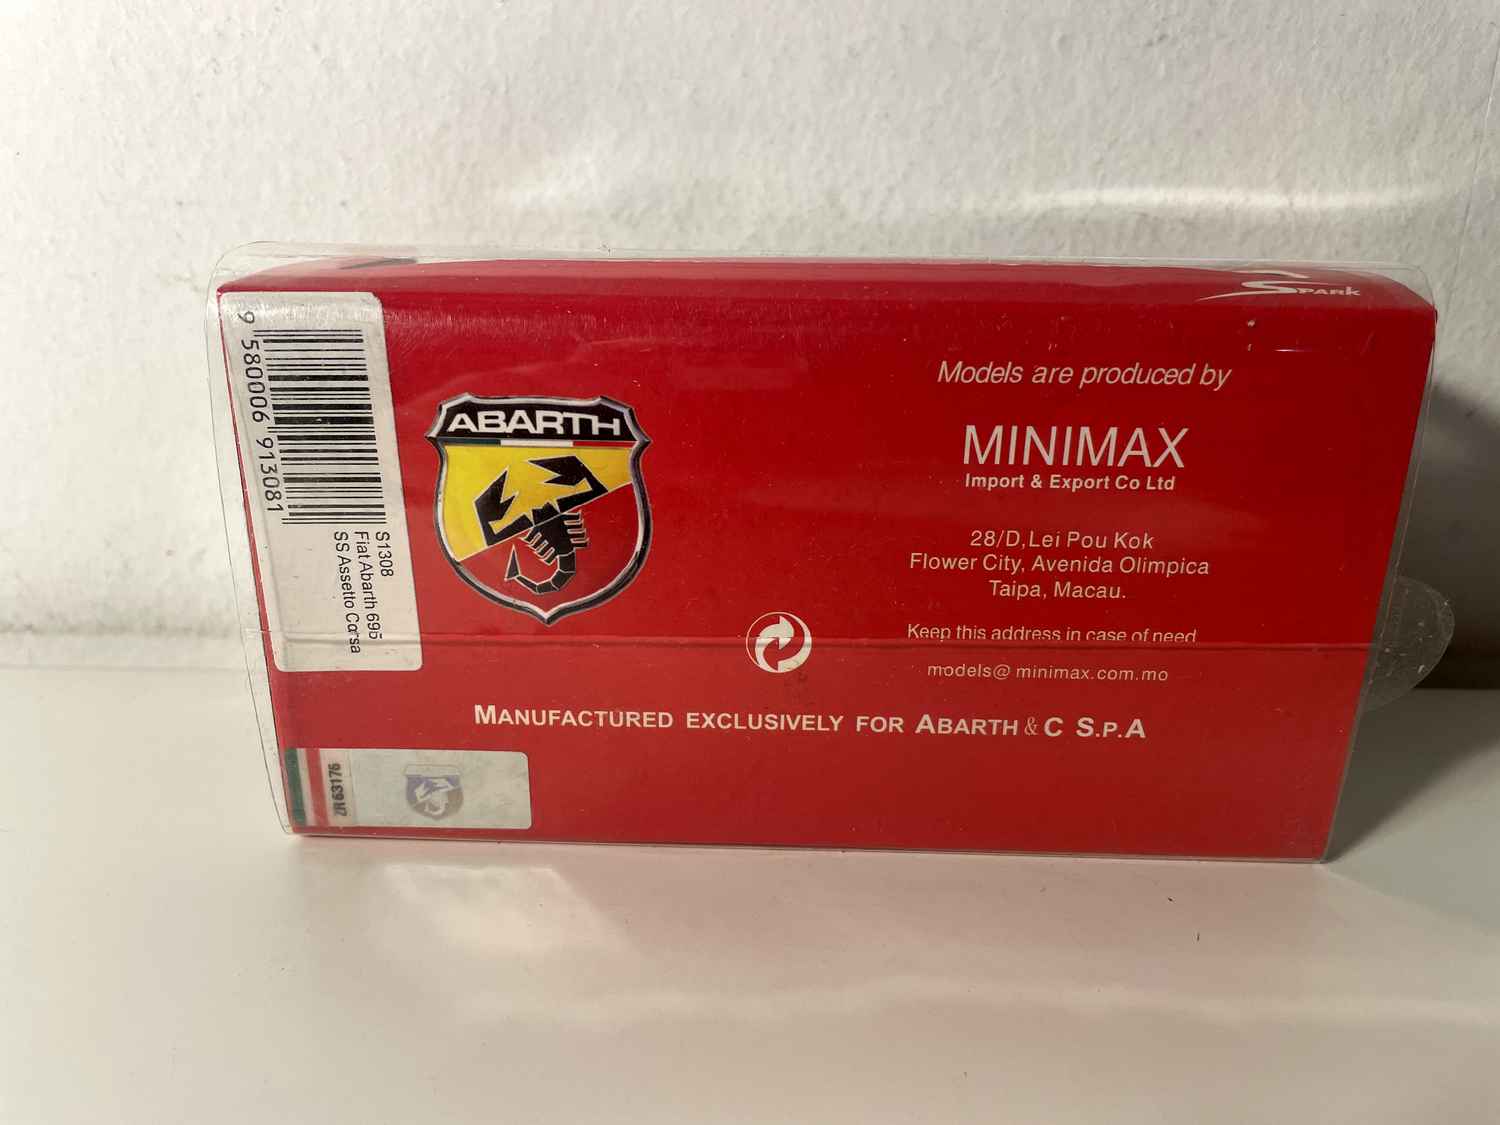 SPARK
9 580006 913081
S1308
Fiat Abarth 695
SS Assetto Corsa
ABARTH
Models are produced by
MINIMAX
Import & Export Co Ltd
28/D, Lei Pou Kok
Flower City, Avenida Olimpica
Taipa, Macau.
Keep this address in case of need
models@minimax.com.mo
MANUFACTURED EXCLUSIVELY FOR ABARTH & C S.P.A
ZR63176